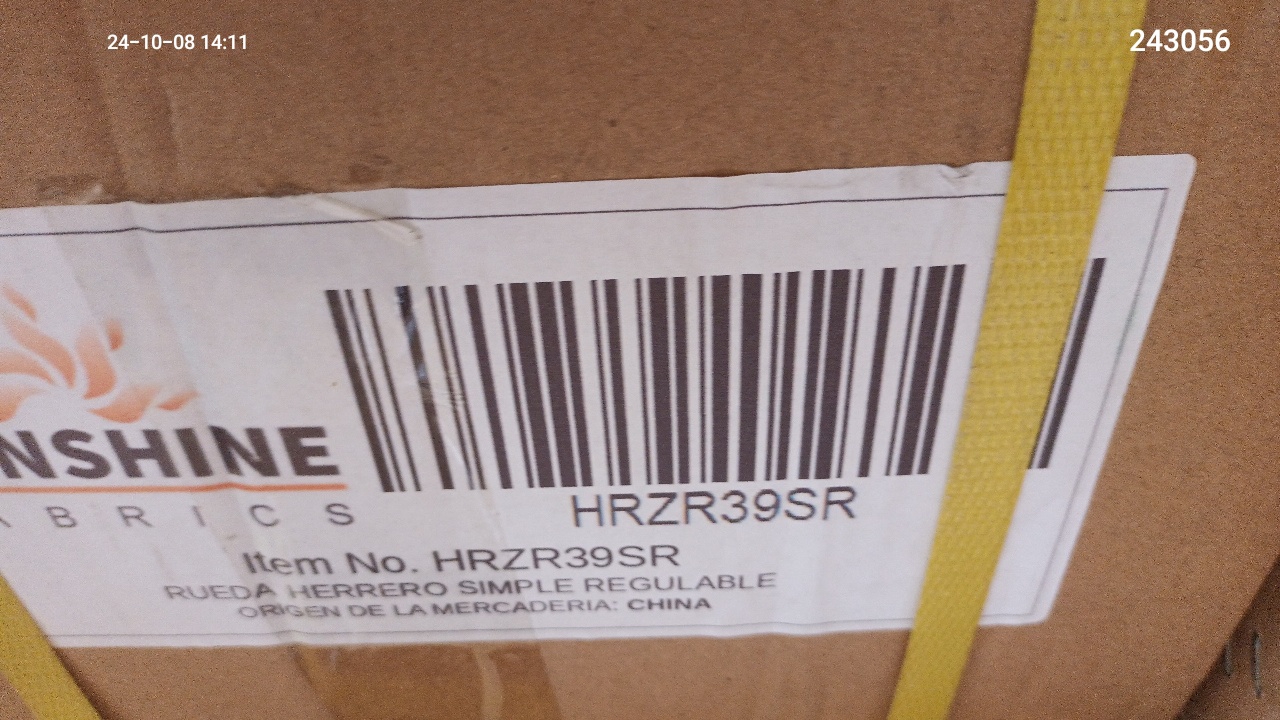 24-10-08 14:11
243056
NSHINE
ABRICS
HRZR39SR
Item No. HRZR39SR
RUEDA HERRERO SIMPLE REGULABLE
ORIGEN DE LA MERCADERIA: CHINA